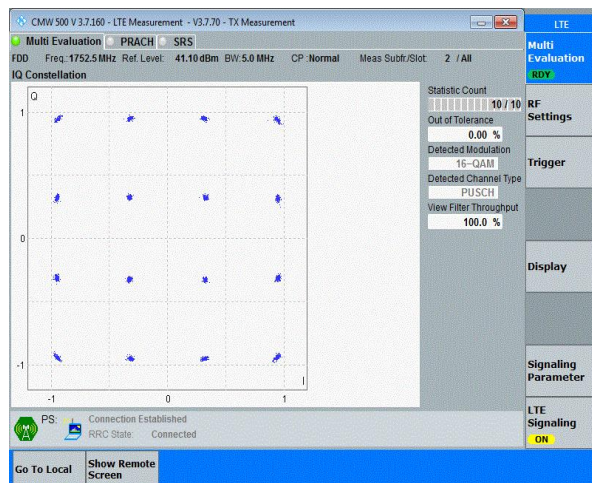 CMW 500 V 3.7.160 - LTE Measurement - V3.7.70 - TX Measurement
LTE
Multi Evaluation PRACH SRS
FDD Freq.:1752.5 MHz Ref. Level: 41.10 dBm BW:5.0 MHz CP :Normal Meas Subfr./Slot: 2 / All
IQ Constellation
Q
1
0
-1
-1 0 1
I
Statistic Count
10 / 10
Out of Tolerance
0.00 %
Detected Modulation
16-QAM
Detected Channel Type
PUSCH
View Filter Throughput
100.0 %
Multi
Evaluation
RDY
RF
Settings
Trigger
Display
Signaling
Parameter
LTE
Signaling
ON
PS: Connection Established
RRC State: Connected
Go To Local
Show Remote
Screen